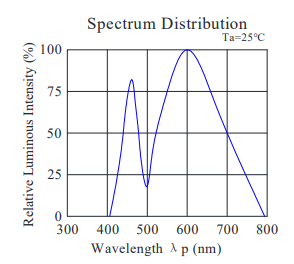 Spectrum Distribution
Ta=25℃
Relative Luminous Intensity (%)
100
75
50
25
0
300 400 500 600 700 800
Wavelength λ p (nm)